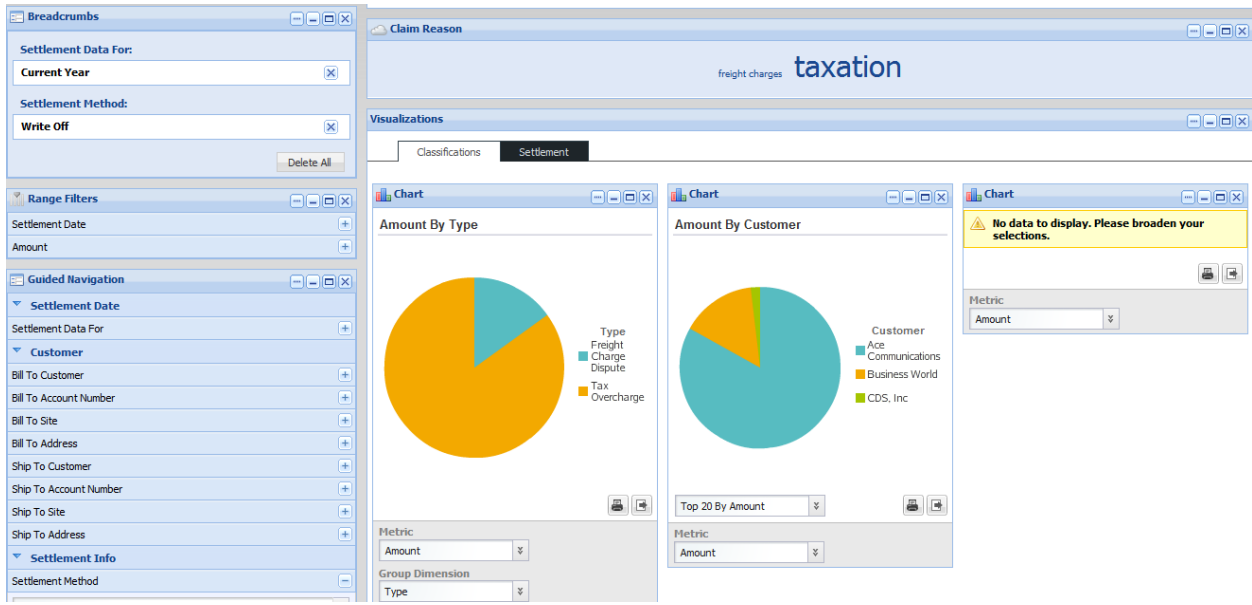 Breadcrumbs
Settlement Data For:
Current Year
Settlement Method:
Write Off
Delete All
Range Filters
Settlement Date
Amount
Guided Navigation
Settlement Date
Settlement Data For
Customer
Bill To Customer
Bill To Account Number
Bill To Site
Bill To Address
Ship To Customer
Ship To Account Number
Ship To Site
Ship To Address
Settlement Info
Settlement Method
Claim Reason
freight charges taxation
Visualizations
Classifications Settlement
Chart
Amount By Type
Type
Freight
Charge
Dispute
Tax
Overcharge
Metric
Amount
Group Dimension
Type
Chart
Amount By Customer
Customer
Ace
Communications
Business World
CDS, Inc
Top 20 By Amount
Metric
Amount
Chart
No data to display. Please broaden your
selections.
Metric
Amount